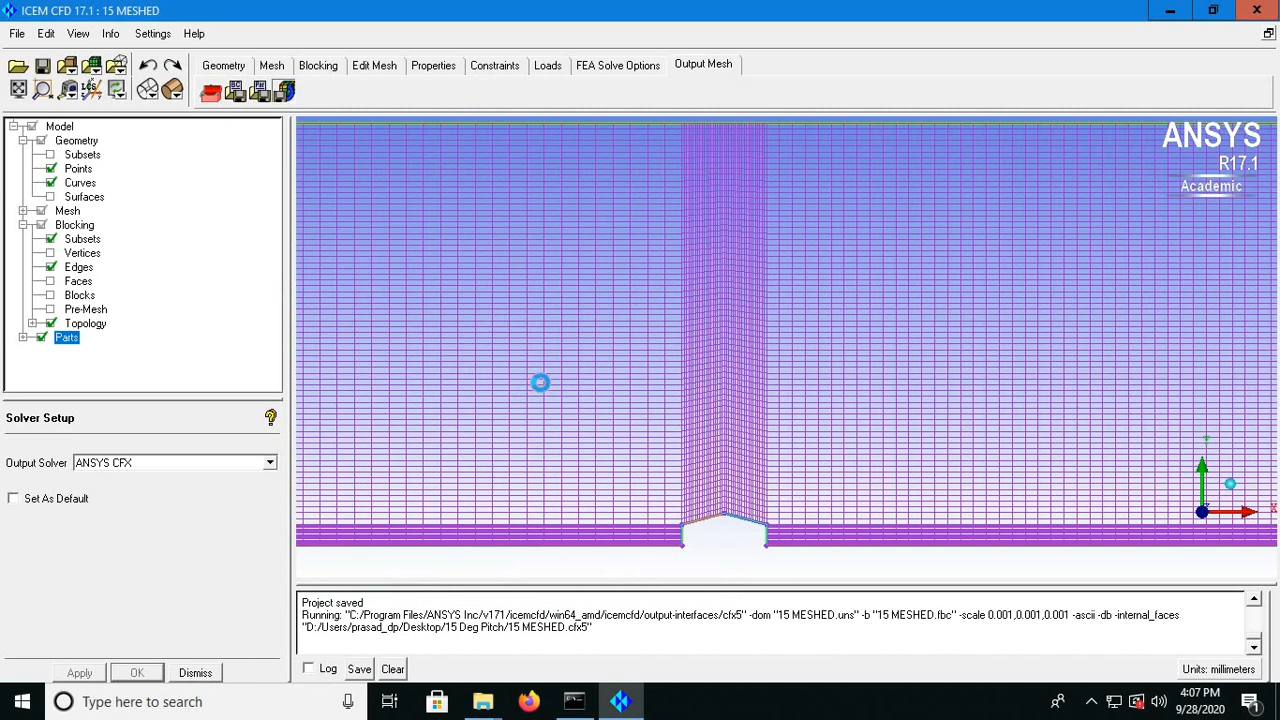 ICEM CFD 17.1 : 15 MESHED
File Edit View Info Settings Help
Geometry Mesh Blocking Edit Mesh Properties Constraints Loads FEA Solve Options Output Mesh
Model
Geometry
Subsets
Points
Curves
Surfaces
Mesh
Blocking
Subsets
Vertices
Edges
Faces
Blocks
Pre-Mesh
Topology
Parts
ANSYS
R17.1
Academic
Solver Setup
Output Solver ANSYS CFX
Set As Default
Apply OK Dismiss
X
Project saved
Running: "C:/Program Files/ANSYS Inc/v171/icemcfd/win64_amd/icemcfd/output-interfaces/cfx5" -dom "15 MESHED.uns" -b "15 MESHED.fbc" -scale 0.001,0.001,0.001 -ascii -db -internal_faces
"D:/Users/prasad_dp/Desktop/15 Deg Pitch/15 MESHED.cfx5"
Log Save Clear
Units: millimeters
Type here to search
4:07 PM
9/28/2020
1